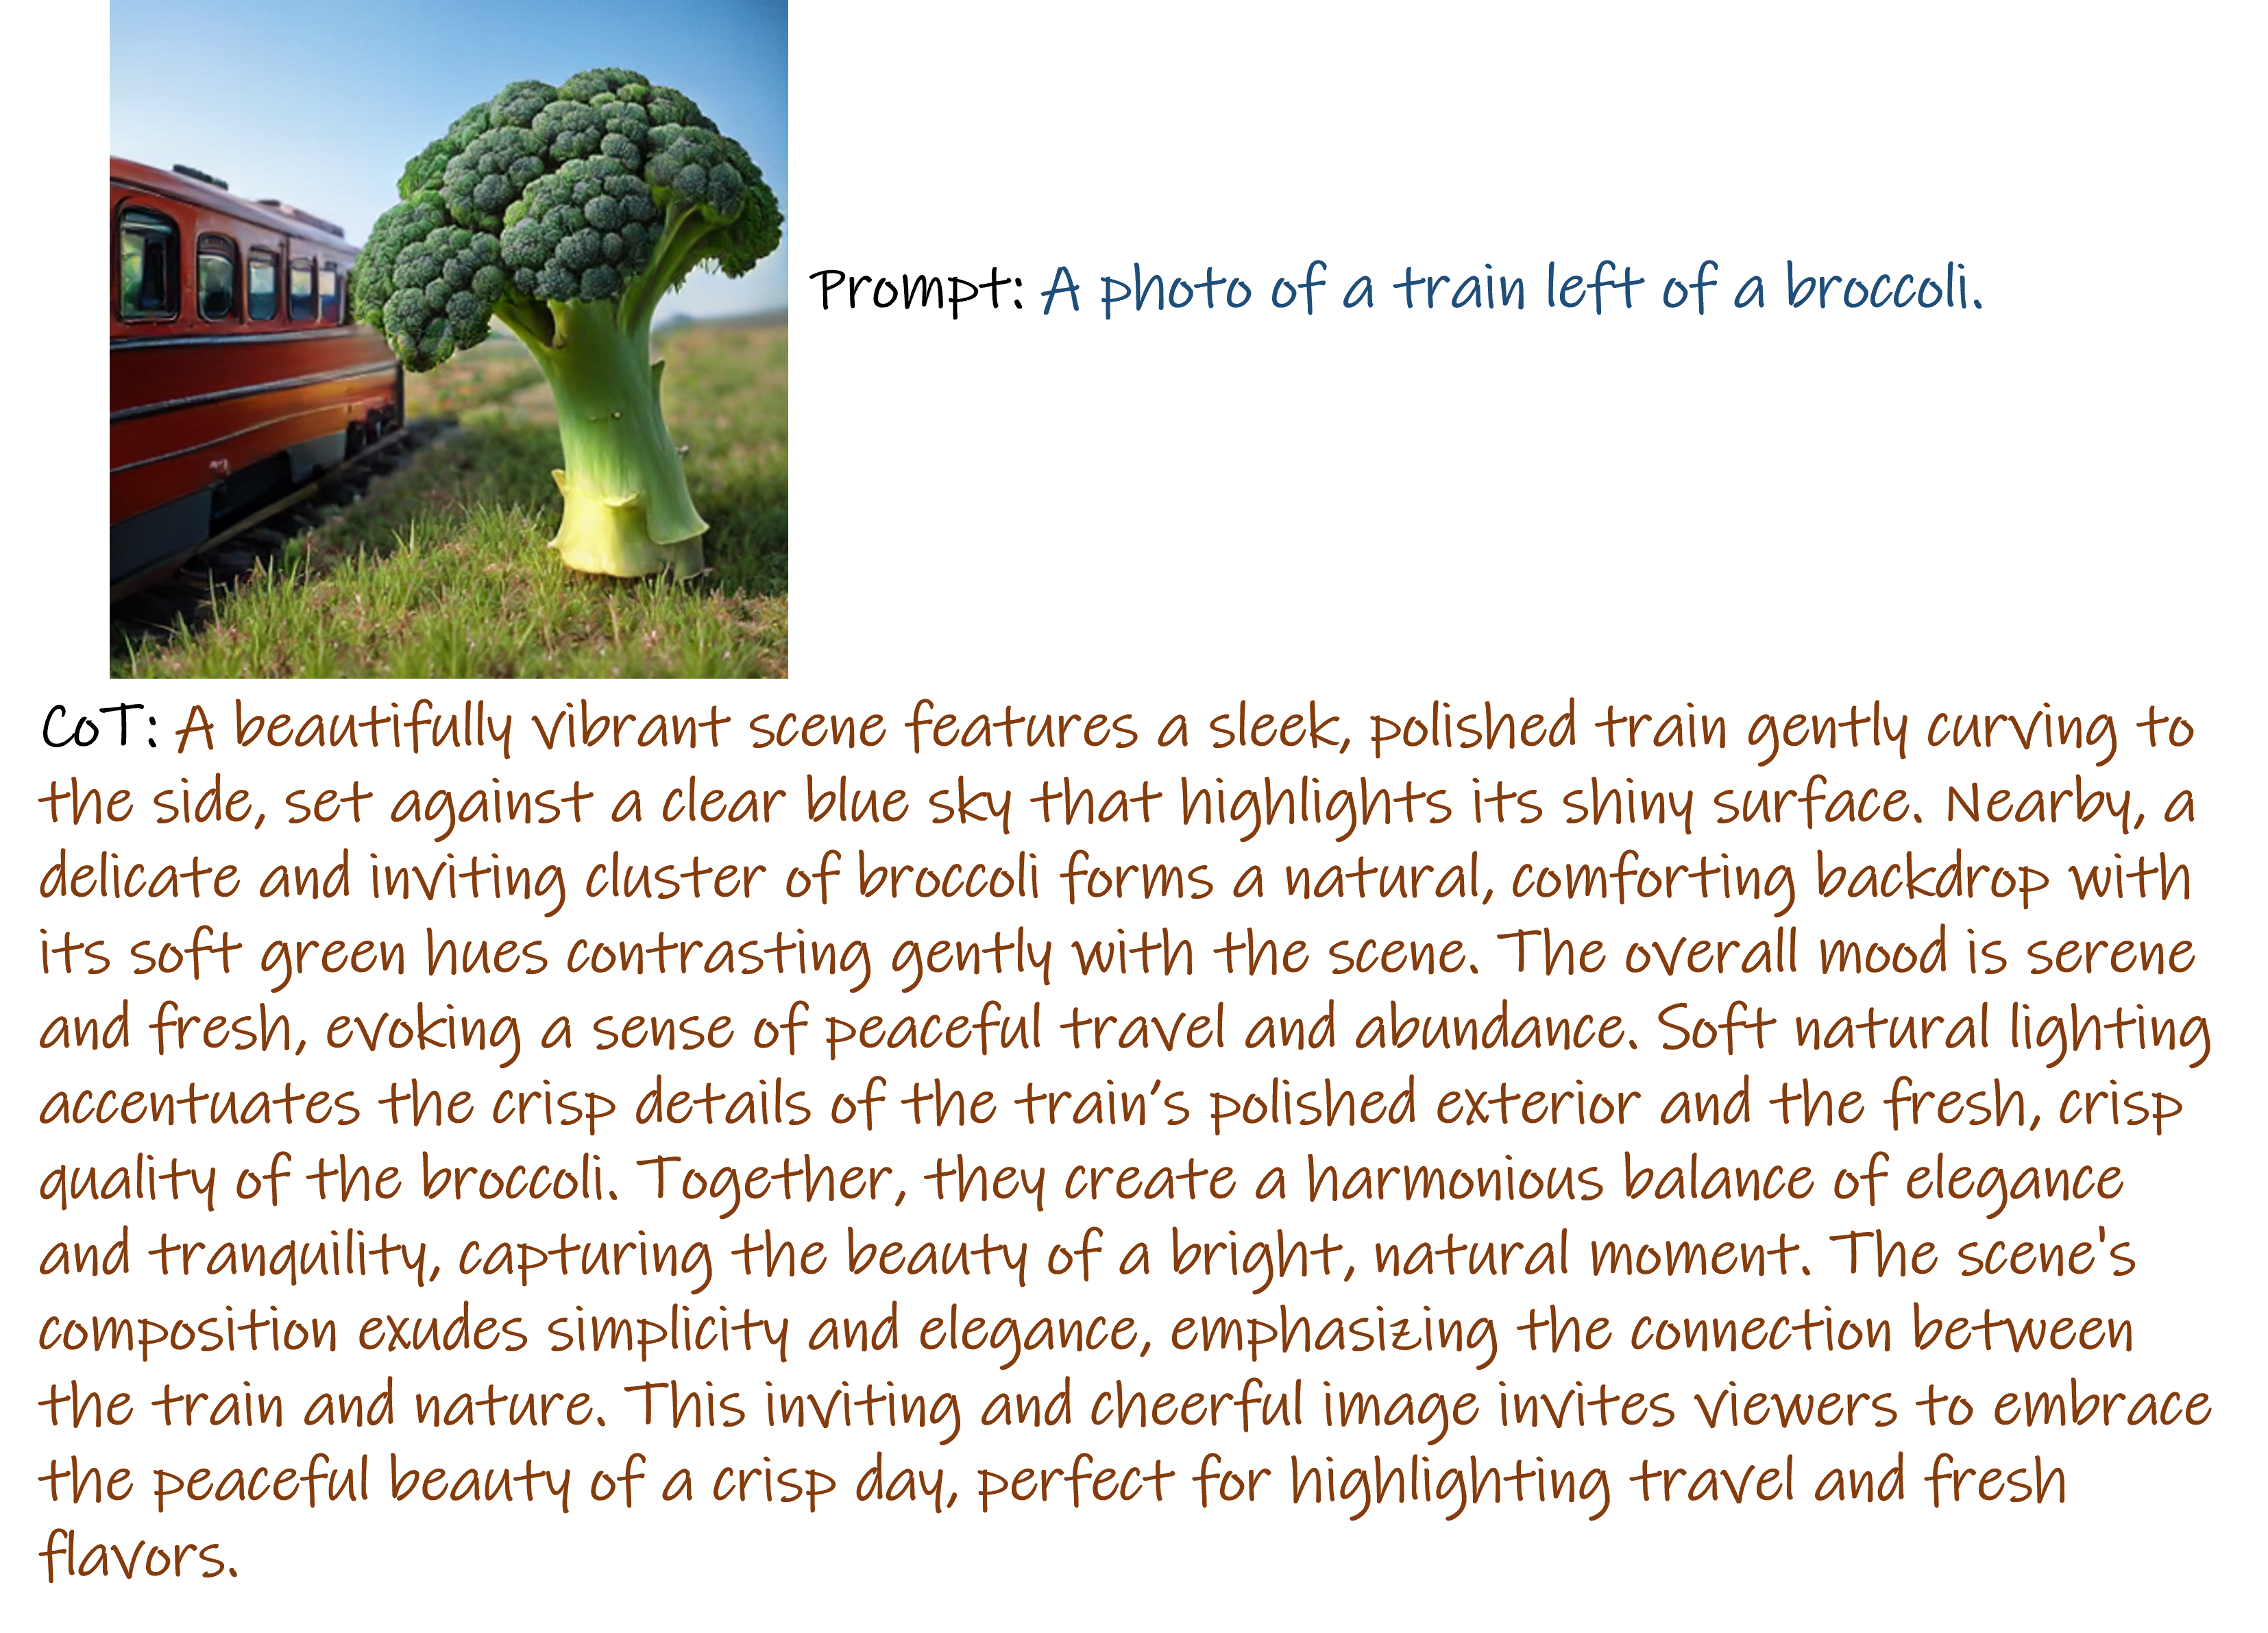 Prompt: A photo of a train left of a broccoli.
CoT: A beautifully vibrant scene features a sleek, polished train gently curving to
the side, set against a clear blue sky that highlights its shiny surface. Nearby, a
delicate and inviting cluster of broccoli forms a natural, comforting backdrop with
its soft green hues contrasting gently with the scene. The overall mood is serene
and fresh, evoking a sense of peaceful travel and abundance. Soft natural lighting
accentuates the crisp details of the train’s polished exterior and the fresh, crisp
quality of the broccoli. Together, they create a harmonious balance of elegance
and tranquility, capturing the beauty of a bright, natural moment. The scene's
composition exudes simplicity and elegance, emphasizing the connection between
the train and nature. This inviting and cheerful image invites viewers to embrace
the peaceful beauty of a crisp day, perfect for highlighting travel and fresh
flavors.